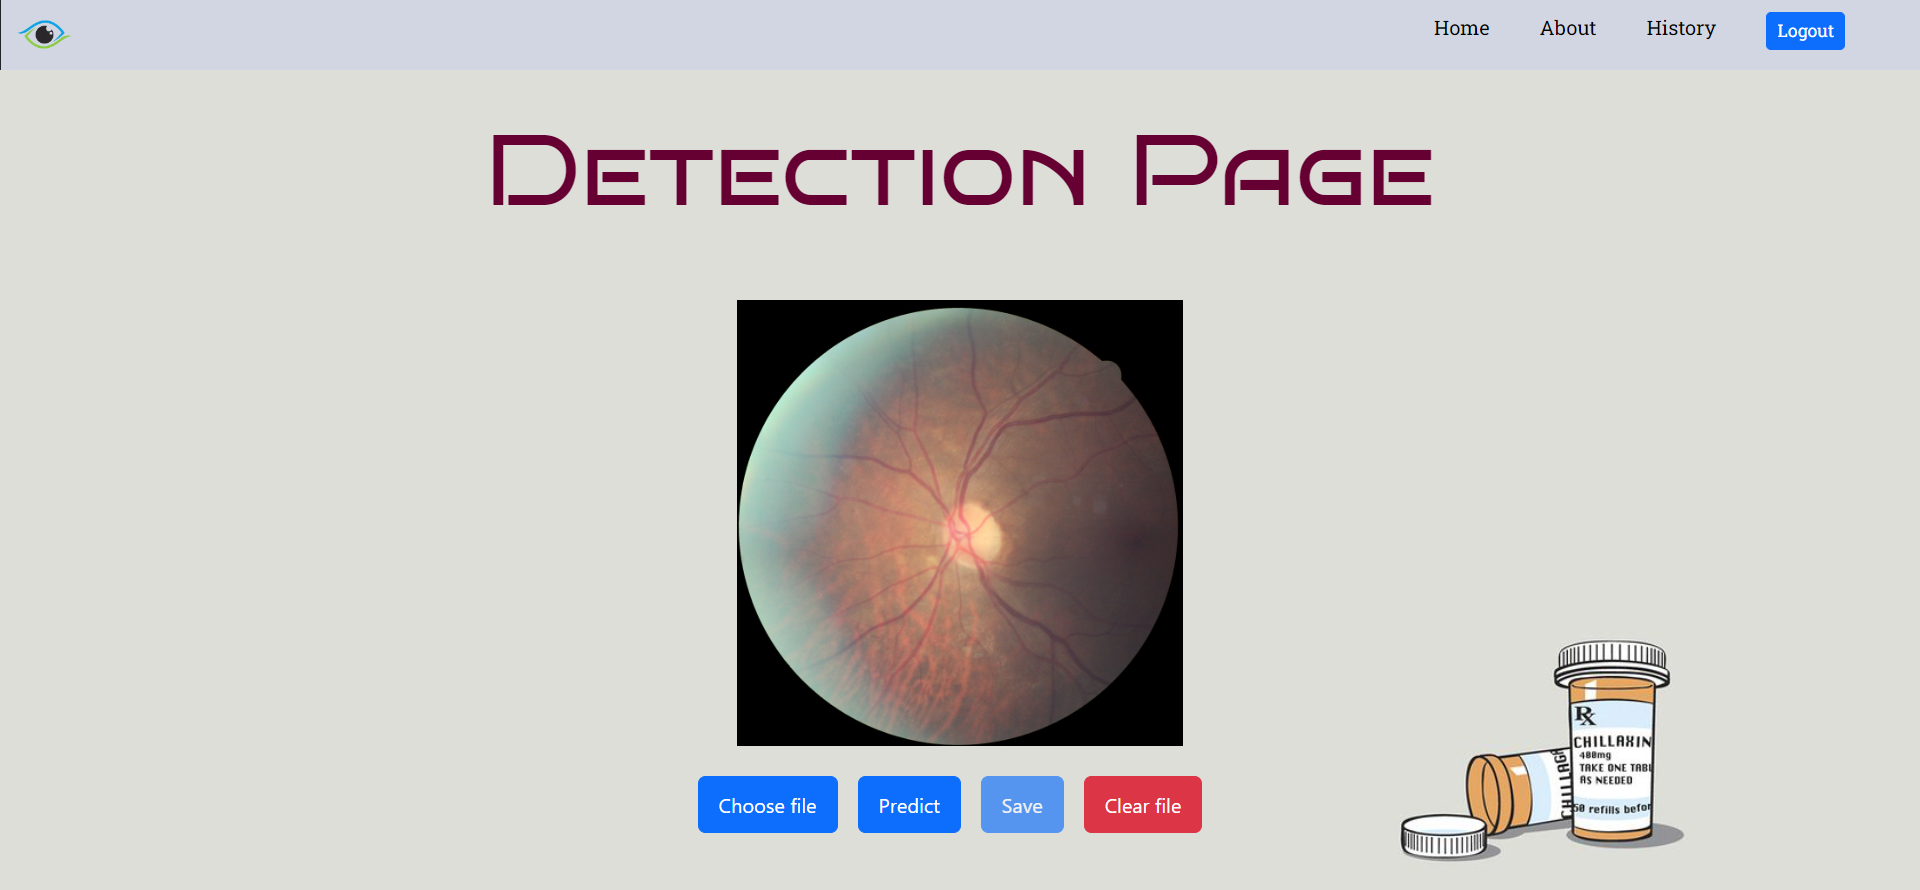 Home About History Logout
Detection Page
Choose file Predict Save Clear file
Rx
CHILLAXIN
400mg
TAKE ONE TABL
AS NEEDED
50 refills befor